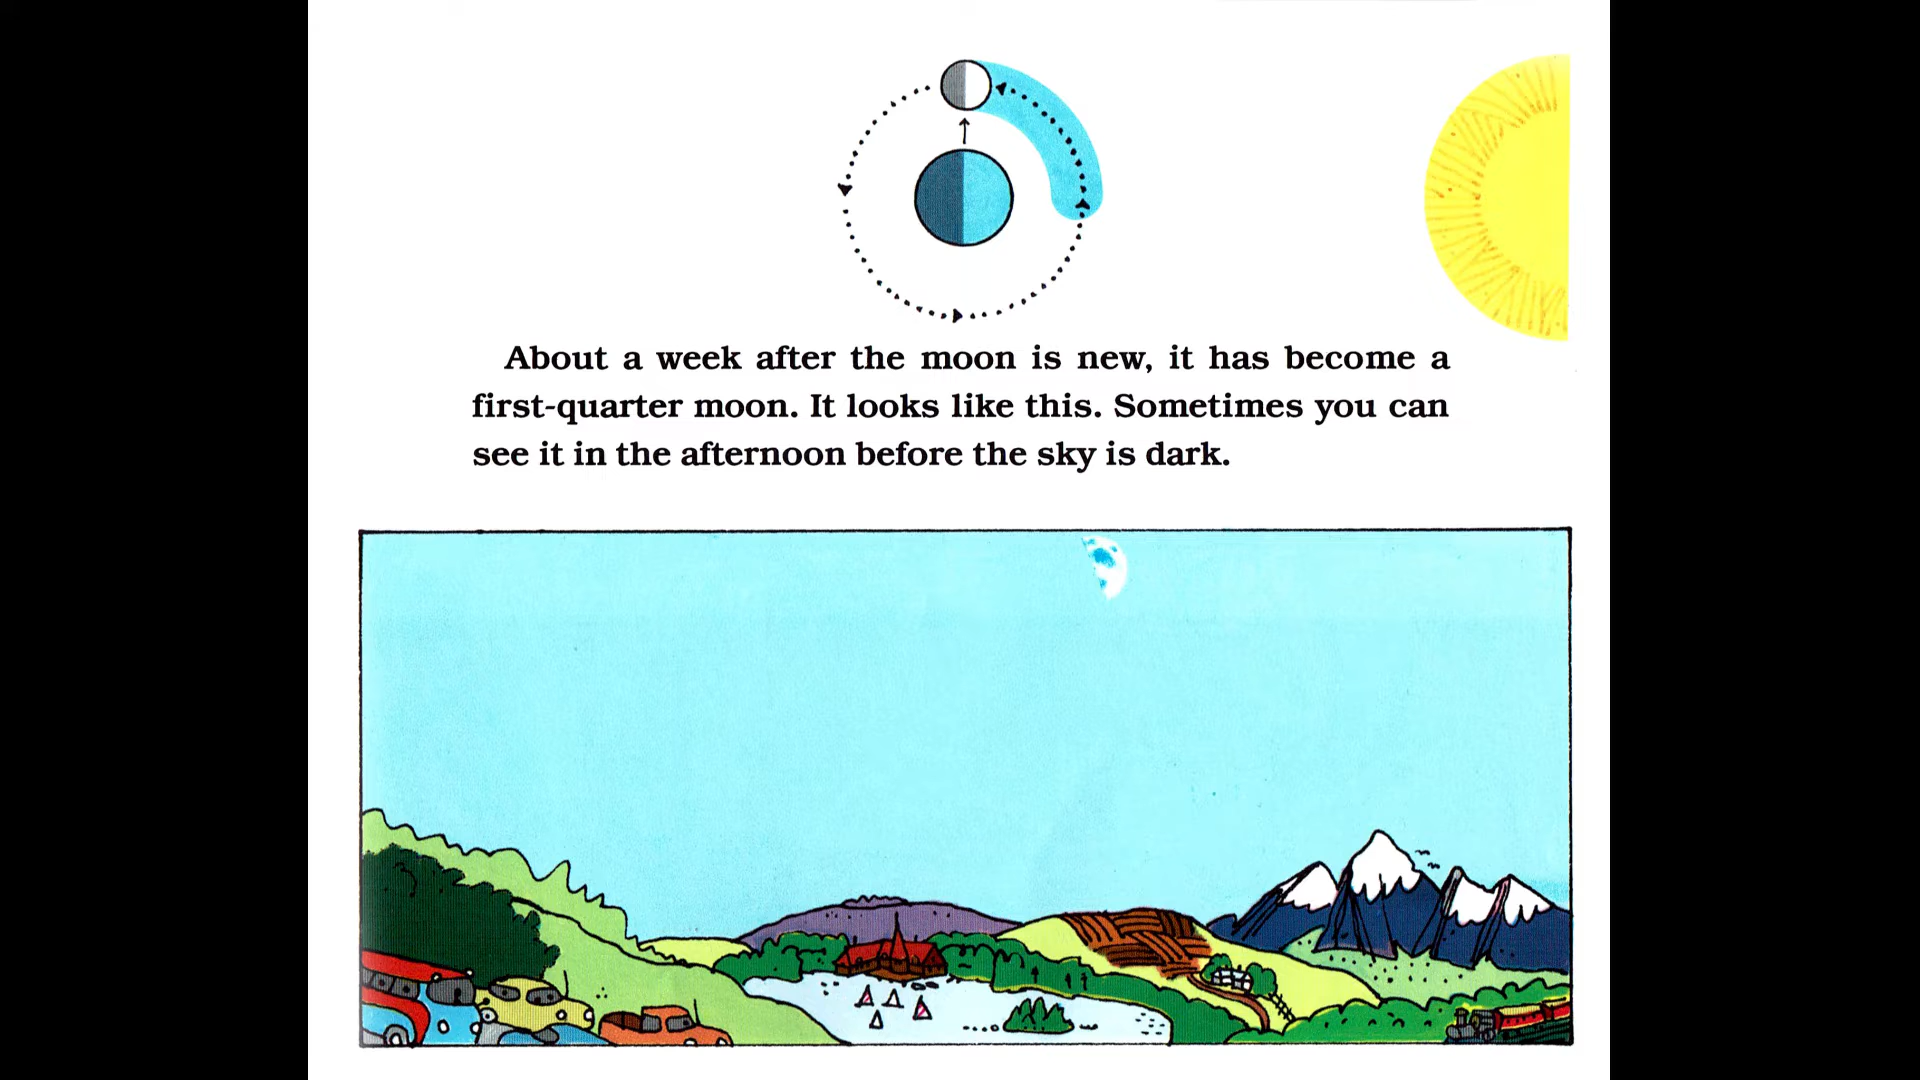 About a week after the moon is new, it has become a
first-quarter moon. It looks like this. Sometimes you can
see it in the afternoon before the sky is dark.